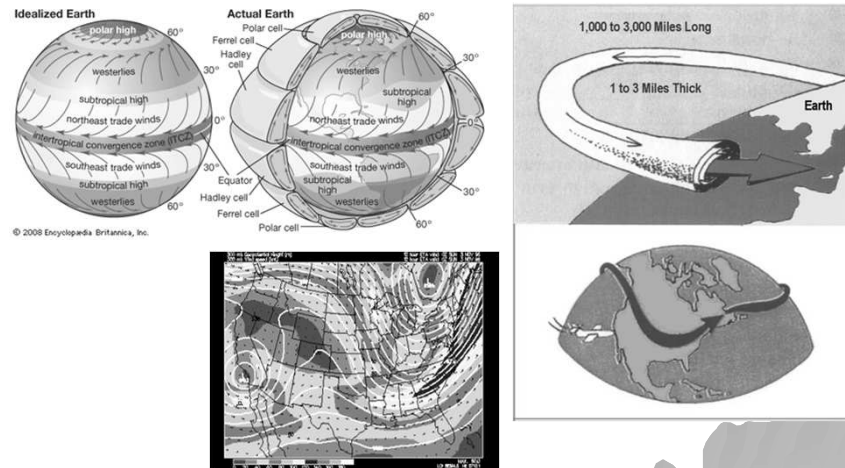 Idealized Earth
polar high
60°
westerlies
30°
subtropical high
northeast trade winds
0°
intertropical convergence zone (ITCZ)
southeast trade winds
30°
subtropical high
westerlies
60°
Equator
© 2008 Encyclopædia Britannica, Inc.
Actual Earth
Polar cell
Ferrel cell
Hadley cell
polar high
60°
westerlies
30°
subtropical high
northeast trade winds
0°
intertropical convergence zone (ITCZ)
southeast trade winds
subtropical high
30°
westerlies
60°
Hadley cell
Ferrel cell
Polar cell
1,000 to 3,000 Miles Long
1 to 3 Miles Thick
Earth